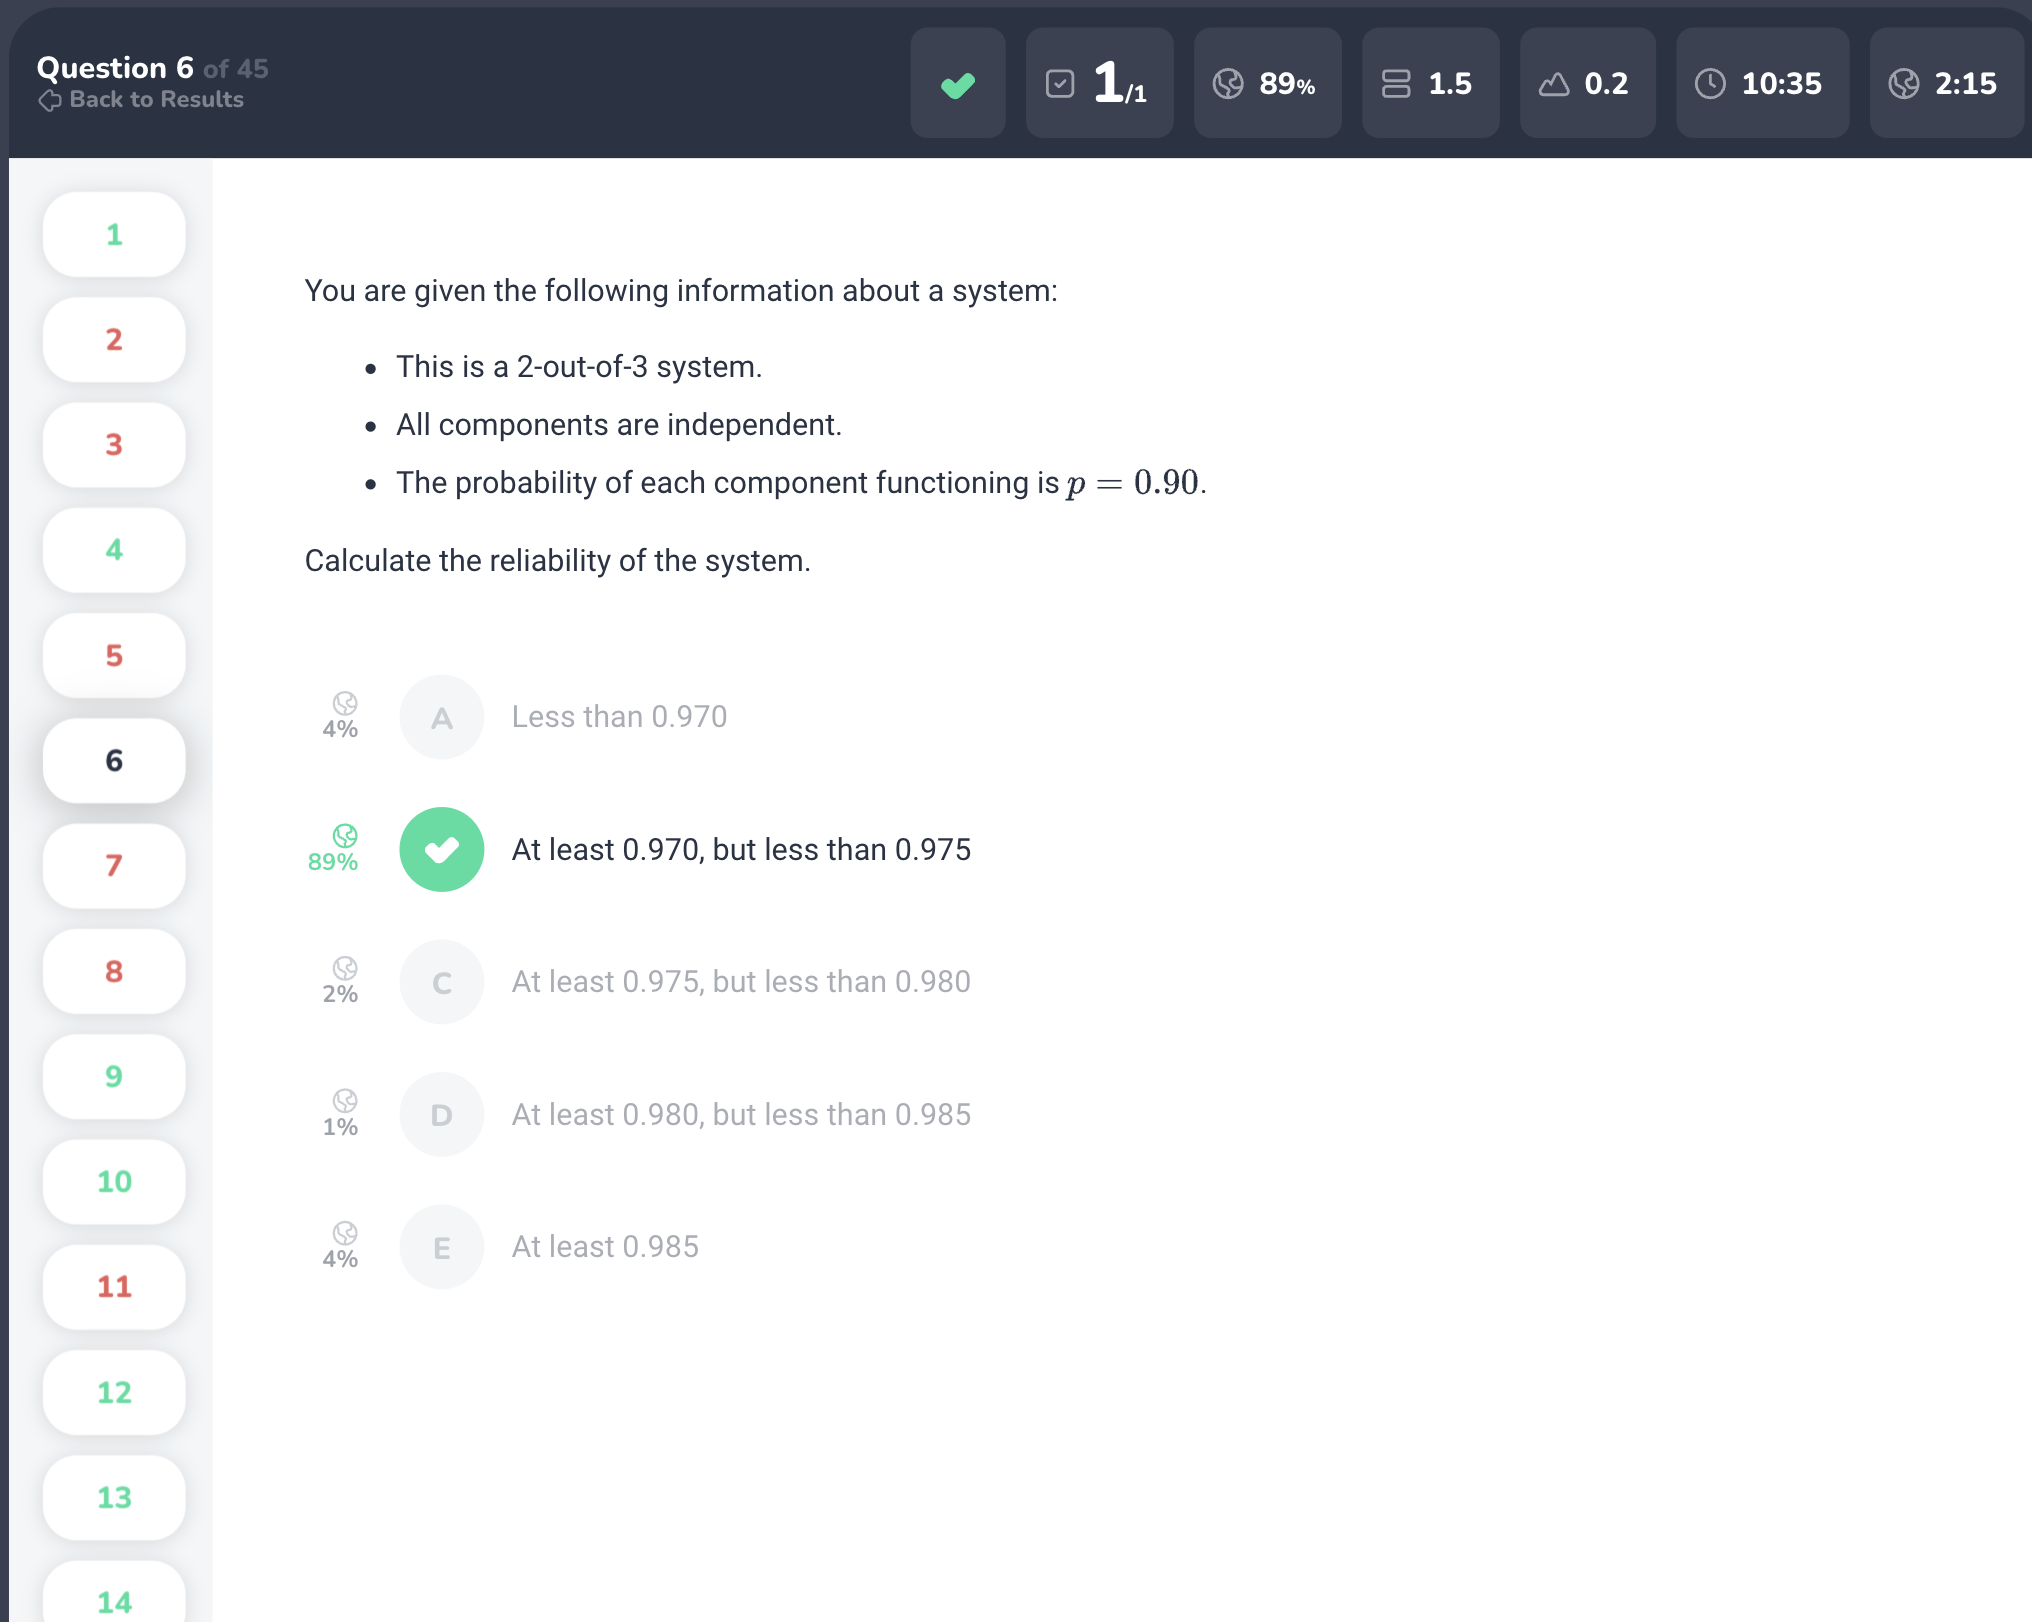 Question 6 of 45
Back to Results
1/1
89%
1.5
0.2
10:35
2:15
1
2
3
4
5
6
7
8
9
10
11
12
13
14
You are given the following information about a system:
• This is a 2-out-of-3 system.
• All components are independent.
• The probability of each component functioning is p = 0.90.
Calculate the reliability of the system.
4% A Less than 0.970
89% At least 0.970, but less than 0.975
2% C At least 0.975, but less than 0.980
1% D At least 0.980, but less than 0.985
4% E At least 0.985